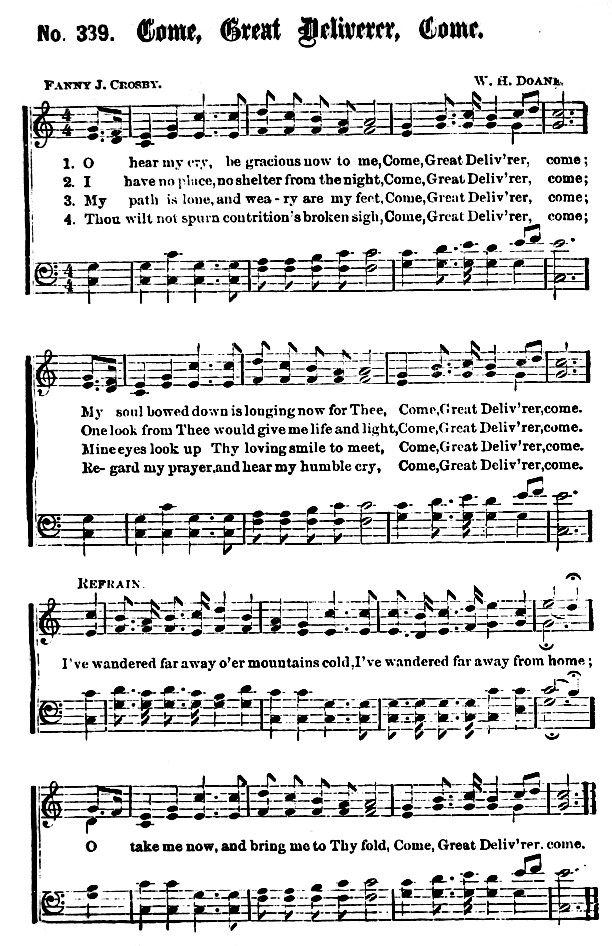 No. 339. Come, Great Deliverer, Come.
FANNY J. CROSBY. W. H. DOANE.
1. O hear my cry, be gracious now to me, Come, Great Deliv'rer, come;
2. I have no place, no shelter from the night, Come, Great Deliv'rer, come;
3. My path is lone, and wea-ry are my feet, Come, Great Deliv'rer, come;
4. Thou wilt not spurn contrition's broken sigh, Come, Great Deliv'rer, come;
My soul bowed down is longing now for Thee, Come, Great Deliv'rer, come.
One look from Thee would give me life and light, Come, Great Deliv'rer, come.
Mine eyes look up Thy loving smile to meet, Come, Great Deliv'rer, come.
Re-gard my prayer, and hear my humble cry, Come, Great Deliv'rer, come.
REFRAIN.
I've wandered far away o'er mountains cold, I've wandered far away from home;
O take me now, and bring me to Thy fold, Come, Great Deliv'rer, come.